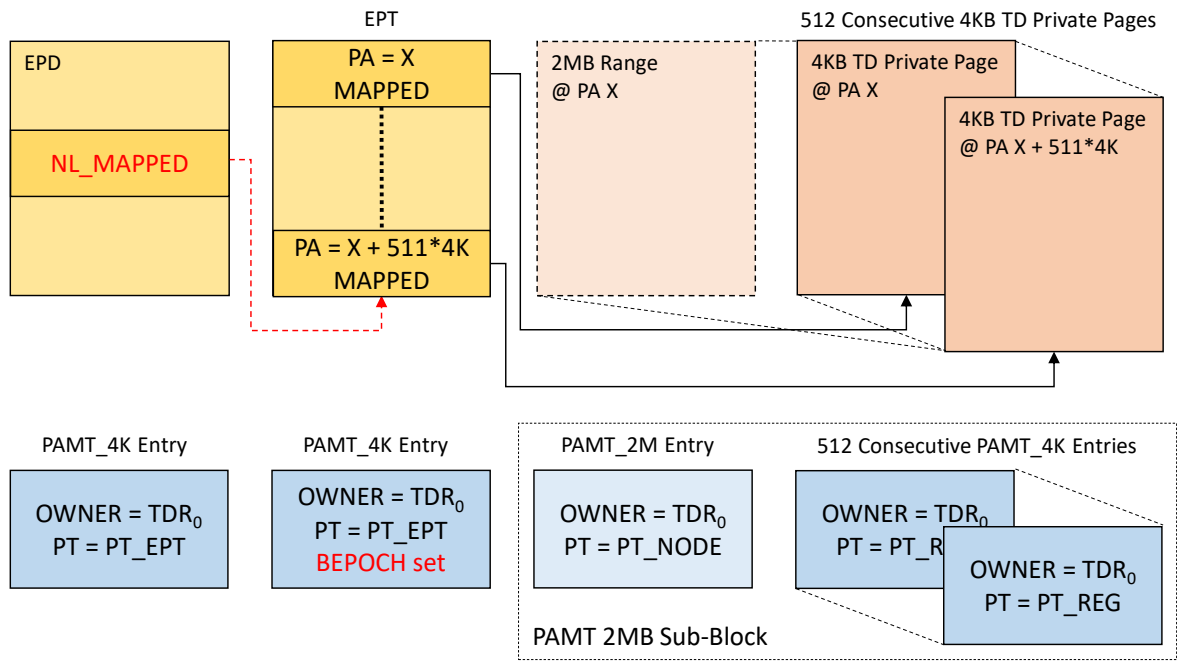 EPT
512 Consecutive 4KB TD Private Pages
EPD
NL_MAPPED
PA = X
MAPPED
PA = X + 511*4K
MAPPED
2MB Range
@ PA X
4KB TD Private Page
@ PA X
4KB TD Private Page
@ PA X + 511*4K
PAMT_4K Entry
OWNER = TDR₀
PT = PT_EPT
PAMT_4K Entry
OWNER = TDR₀
PT = PT_EPT
BEPOCH set
PAMT_2M Entry
OWNER = TDR₀
PT = PT_NODE
512 Consecutive PAMT_4K Entries
OWNER = TDR₀
PT = PT_R
OWNER = TDR₀
PT = PT_REG
PAMT 2MB Sub-Block